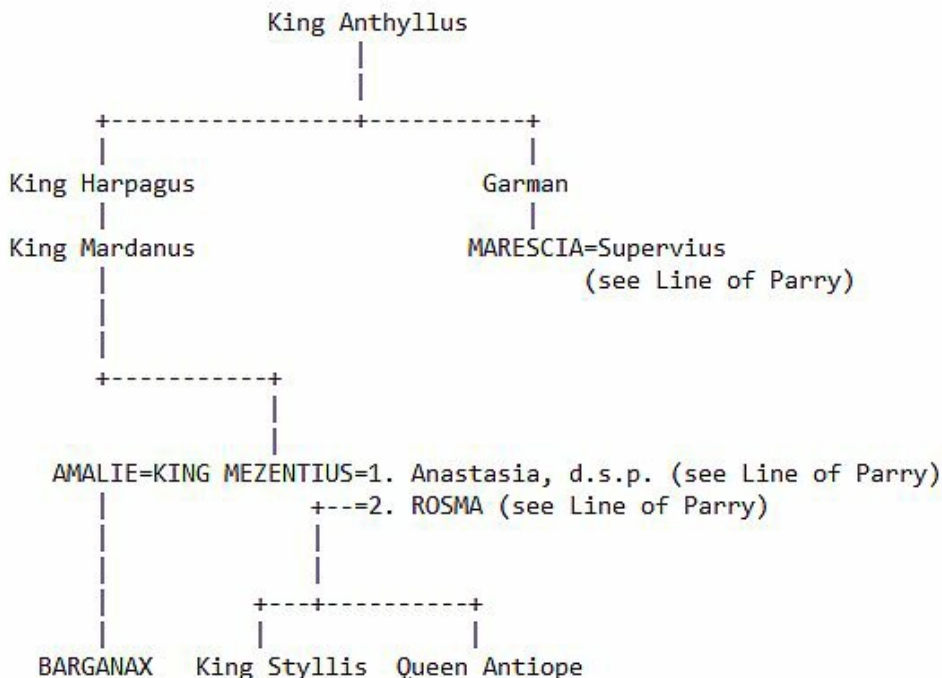 King Anthyllus
King Harpagus Garman
King Mardanus MARESCIA=Supervius
(see Line of Parry)
AMALIE=KING MEZENTIUS=1. Anastasia, d.s.p. (see Line of Parry)
+--=2. ROSMA (see Line of Parry)
BARGANAX King Styllis Queen Antiope